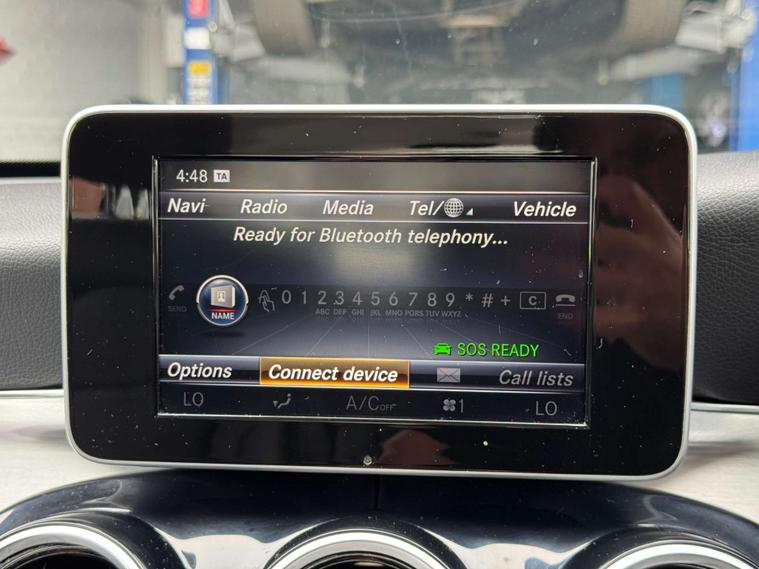 4:48 TA
Navi Radio Media Tel/ Vehicle
Ready for Bluetooth telephony...
SEND NAME 0 1 2 3 4 5 6 7 8 9 * # + C END
ABC DEF GHI JKL MNO PQRS TUV WXYZ
SOS READY
Options Connect device Call lists
LO A/C OFF 1 LO